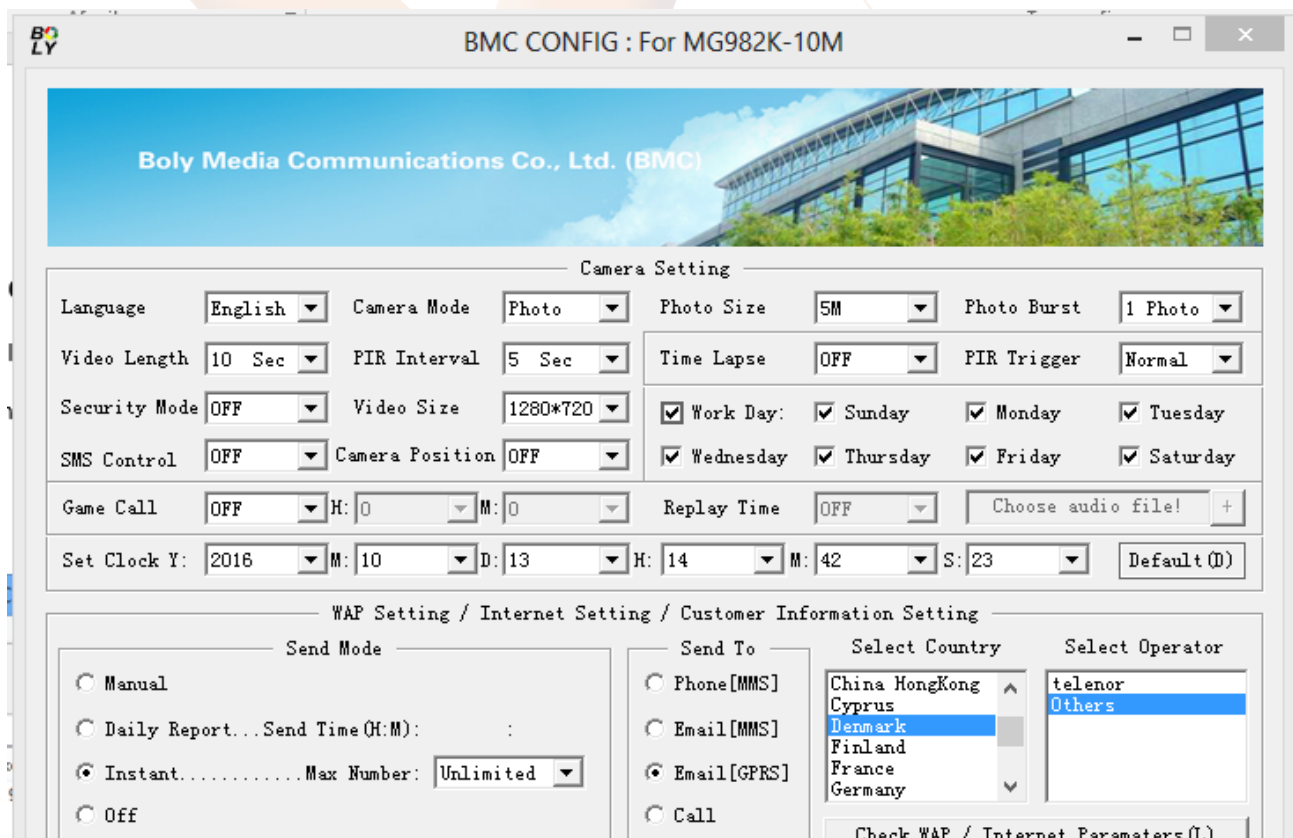 BOLY
BMC CONFIG : For MG982K-10M
Boly Media Communications Co., Ltd. (BMC)
Camera Setting
Language English Camera Mode Photo Photo Size 5M Photo Burst 1 Photo
Video Length 10 Sec PIR Interval 5 Sec Time Lapse OFF PIR Trigger Normal
Security Mode OFF Video Size 1280*720 Work Day: Sunday Monday Tuesday
SMS Control OFF Camera Position OFF Wednesday Thursday Friday Saturday
Game Call OFF H: 0 M: 0 Replay Time OFF Choose audio file! +
Set Clock Y: 2016 M: 10 D: 13 H: 14 M: 42 S: 23 Default(D)
WAP Setting / Internet Setting / Customer Information Setting
Send Mode Send To Select Country Select Operator
Manual Phone[MMS] China HongKong telenor
Cyprus Others
Daily Report...Send Time(H:M): : Email[MMS] Denmark
Finland
Instant............Max Number: Unlimited Email[GPRS] France
Germany
Off Call
Check WAP / Internet Paramaters(L)